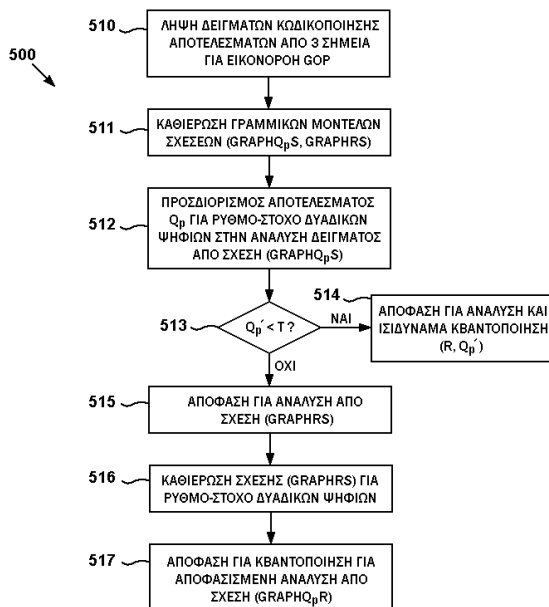 500
510
ΛΗΨΗ ΔΕΙΓΜΑΤΩΝ ΚΩΔΙΚΟΠΟΙΗΣΗΣ
ΑΠΟΤΕΛΕΣΜΑΤΩΝ ΑΠΟ 3 ΣΗΜΕΙΑ
ΓΙΑ ΕΙΚΟΝΟΡΟΗ GOP
511
ΚΑΘΙΕΡΩΣΗ ΓΡΑΜΜΙΚΩΝ ΜΟΝΤΕΛΩΝ
ΣΧΕΣΕΩΝ (GRAPHQpS, GRAPHRS)
512
ΠΡΟΣΔΙΟΡΙΣΜΟΣ ΑΠΟΤΕΛΕΣΜΑΤΟΣ
Qp ΓΙΑ ΡΥΘΜΟ-ΣΤΟΧΟ ΔΥΑΔΙΚΩΝ
ΨΗΦΙΩΝ ΣΤΗΝ ΑΝΑΛΥΣΗ ΔΕΙΓΜΑΤΟΣ
ΑΠΟ ΣΧΕΣΗ (GRAPHQpS)
513
Qp´ < T ?
ΝΑΙ
ΟΧΙ
514
ΑΠΟΦΑΣΗ ΓΙΑ ΑΝΑΛΥΣΗ ΚΑΙ
ΙΣΙΔΥΝΑΜΑ ΚΒΑΝΤΟΠΟΙΗΣΗ
(R, Qp´)
515
ΑΠΟΦΑΣΗ ΓΙΑ ΑΝΑΛΥΣΗ ΑΠΟ
ΣΧΕΣΗ (GRAPHRS)
516
ΚΑΘΙΕΡΩΣΗ ΣΧΕΣΗΣ (GRAPHRS) ΓΙΑ
ΡΥΘΜΟ-ΣΤΟΧΟ ΔΥΑΔΙΚΩΝ ΨΗΦΙΩΝ
517
ΑΠΟΦΑΣΗ ΓΙΑ ΚΒΑΝΤΟΠΟΙΗΣΗ ΓΙΑ
ΑΠΟΦΑΣΙΣΜΕΝΗ ΑΝΑΛΥΣΗ ΑΠΟ
ΣΧΕΣΗ (GRAPHQpR)